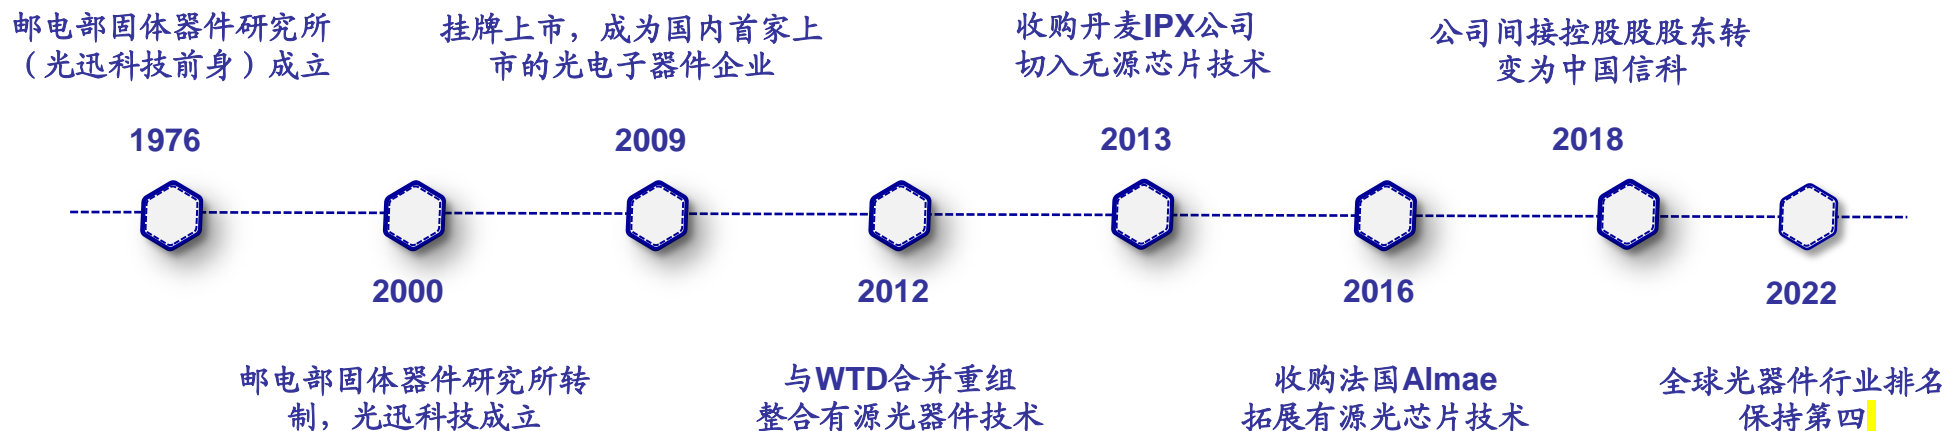 邮电部固体器件研究所
（光迅科技前身）成立
1976
2000
邮电部固体器件研究所转
制，光迅科技成立
挂牌上市，成为国内首家上
市的光电子器件企业
2009
2012
与WTD合并重组
整合有源光器件技术
收购丹麦IPX公司
切入无源芯片技术
2013
2016
收购法国Almae
拓展有源光芯片技术
公司间接控股股股东转
变为中国信科
2018
2022
全球光器件行业排名
保持第四